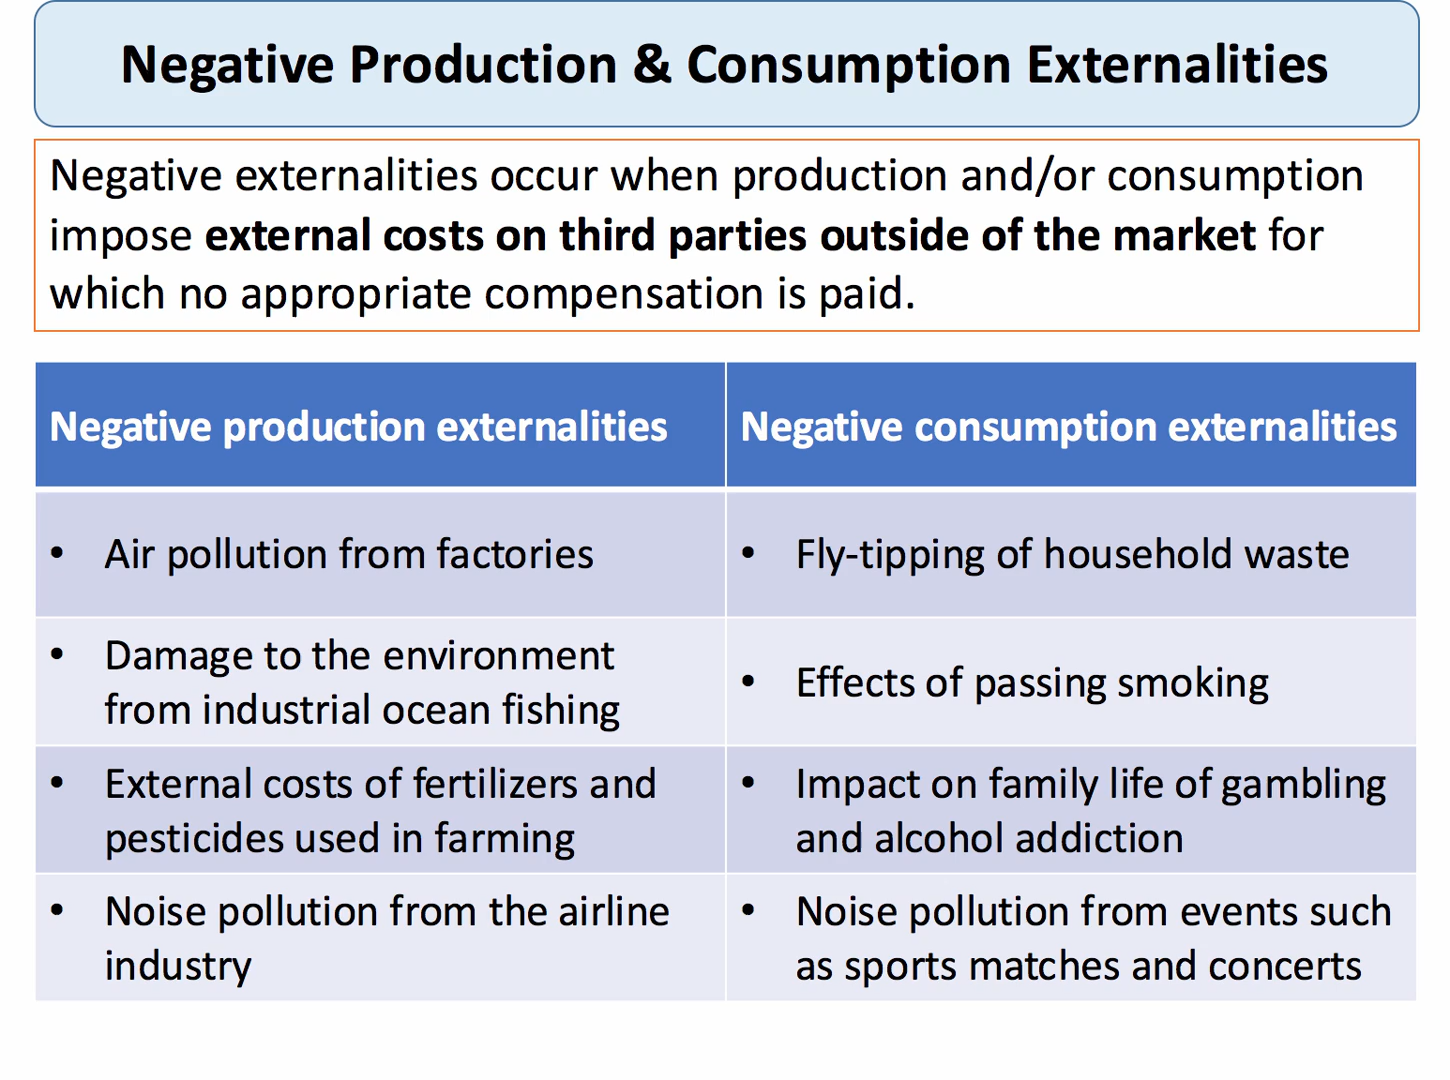 Negative Production & Consumption Externalities
Negative externalities occur when production and/or consumption
impose external costs on third parties outside of the market for
which no appropriate compensation is paid.
Negative production externalities
Negative consumption externalities
• Air pollution from factories
• Fly-tipping of household waste
• Damage to the environment
from industrial ocean fishing
• Effects of passing smoking
• External costs of fertilizers and
pesticides used in farming
• Impact on family life of gambling
and alcohol addiction
• Noise pollution from the airline
industry
• Noise pollution from events such
as sports matches and concerts